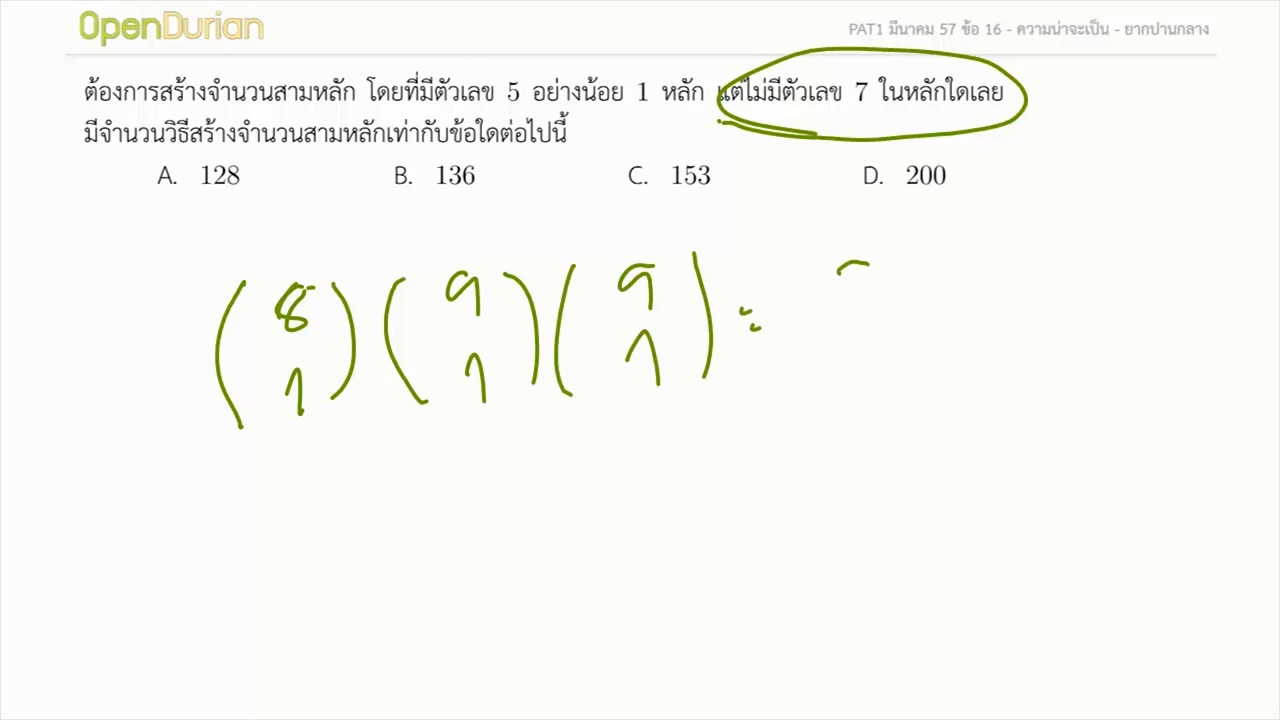 OpenDurian
PAT1 มีนาคม 57 ข้อ 16 - ความน่าจะเป็น - ยากปานกลาง
ต้องการสร้างจำนวนสามหลัก โดยที่มีตัวเลข 5 อย่างน้อย 1 หลัก แต่ไม่มีตัวเลข 7 ในหลักใดเลย
มีจำนวนวิธีสร้างจำนวนสามหลักเท่ากับข้อใดต่อไปนี้
A. 128 B. 136 C. 153 D. 200
( 8 ) ( 9 ) ( 9 ) =
1 1 1